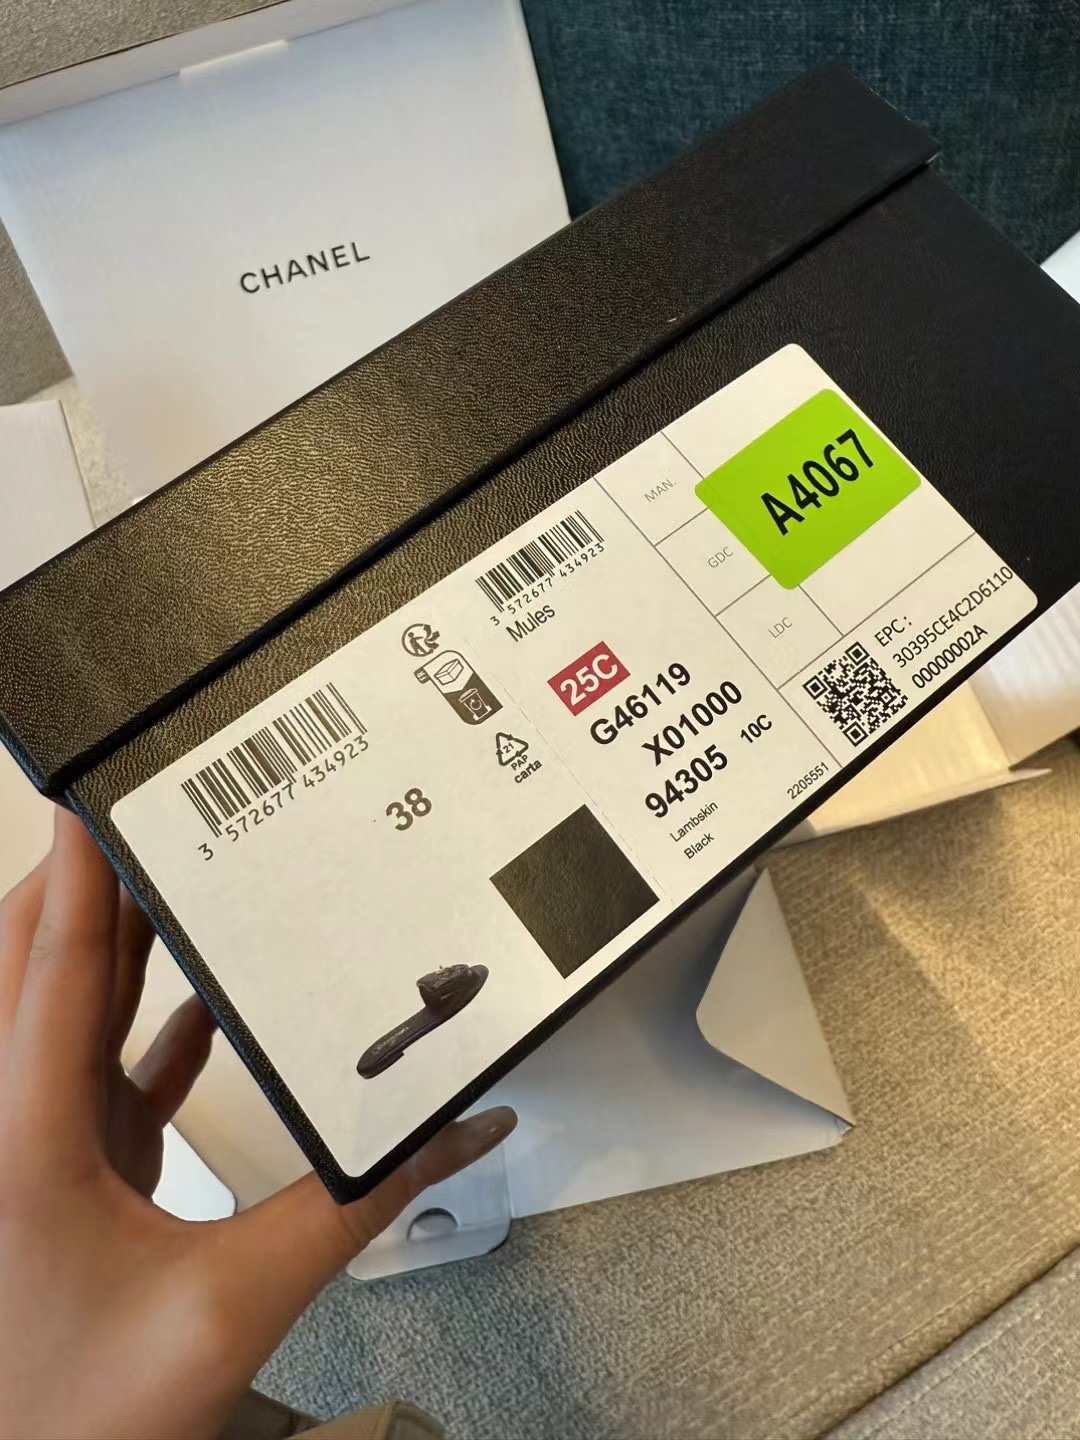 CHANEL
3 572677 434923
38
21
PAP
carta
3 572677 434923
Mules
25C
G46119
X01000
94305 10C
Lambskin
Black
2205551
MAN.
GDC
LDC
A4067
EPC:
30395CE4C2D6110
0000002A